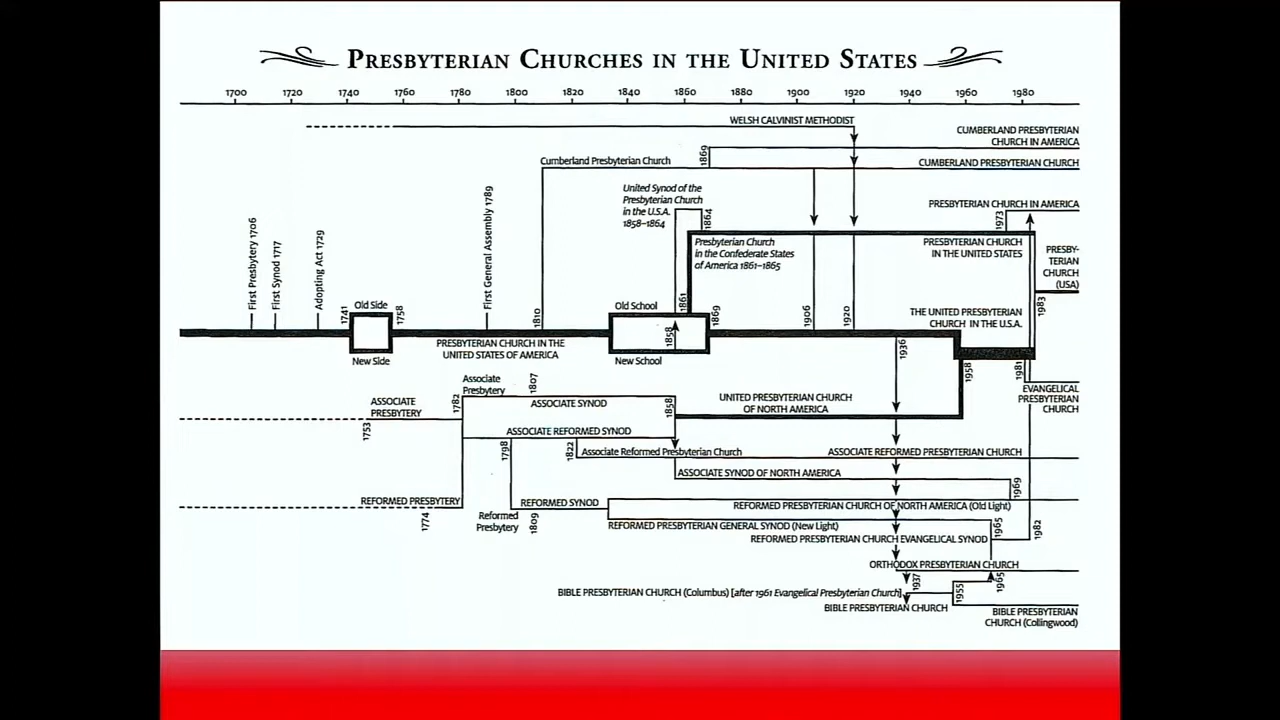 PRESBYTERIAN CHURCHES IN THE UNITED STATES
1700 1720 1740 1760 1780 1800 1820 1840 1860 1880 1900 1920 1940 1960 1980
WELSH CALVINIST METHODIST
CUMBERLAND PRESBYTERIAN
CHURCH IN AMERICA
1869
Cumberland Presbyterian Church
CUMBERLAND PRESBYTERIAN CHURCH
United Synod of the
Presbyterian Church
in the U.S.A.
1858–1864
1864
PRESBYTERIAN CHURCH IN AMERICA
1973
First Presbytery 1706
First Synod 1717
Adopting Act 1729
First General Assembly 1789
Presbyterian Church
in the Confederate States
of America 1861–1865
PRESBYTERIAN CHURCH
IN THE UNITED STATES
PRESBY-
TERIAN
CHURCH
(USA)
1983
1741
Old Side
1758
1810
Old School
1861
1869
1906
1920
THE UNITED PRESBYTERIAN
CHURCH IN THE U.S.A.
New Side
PRESBYTERIAN CHURCH IN THE
UNITED STATES OF AMERICA
1858
New School
1936
1958
1981
EVANGELICAL
PRESBYTERIAN
CHURCH
Associate
Presbytery
1807
ASSOCIATE
PRESBYTERY
1753
1782
ASSOCIATE SYNOD
1858
UNITED PRESBYTERIAN CHURCH
OF NORTH AMERICA
ASSOCIATE REFORMED SYNOD
1798
1822
Associate Reformed Presbyterian Church
ASSOCIATE REFORMED PRESBYTERIAN CHURCH
ASSOCIATE SYNOD OF NORTH AMERICA
1969
REFORMED PRESBYTERY
1774
REFORMED SYNOD
Reformed
Presbytery
1809
REFORMED PRESBYTERIAN CHURCH OF NORTH AMERICA (Old Light)
REFORMED PRESBYTERIAN GENERAL SYNOD (New Light)
1965
1982
REFORMED PRESBYTERIAN CHURCH EVANGELICAL SYNOD
ORTHODOX PRESBYTERIAN CHURCH
1937
1965
BIBLE PRESBYTERIAN CHURCH (Columbus) [after 1961 Evangelical Presbyterian Church]
1955
BIBLE PRESBYTERIAN CHURCH
BIBLE PRESBYTERIAN
CHURCH (Collingwood)